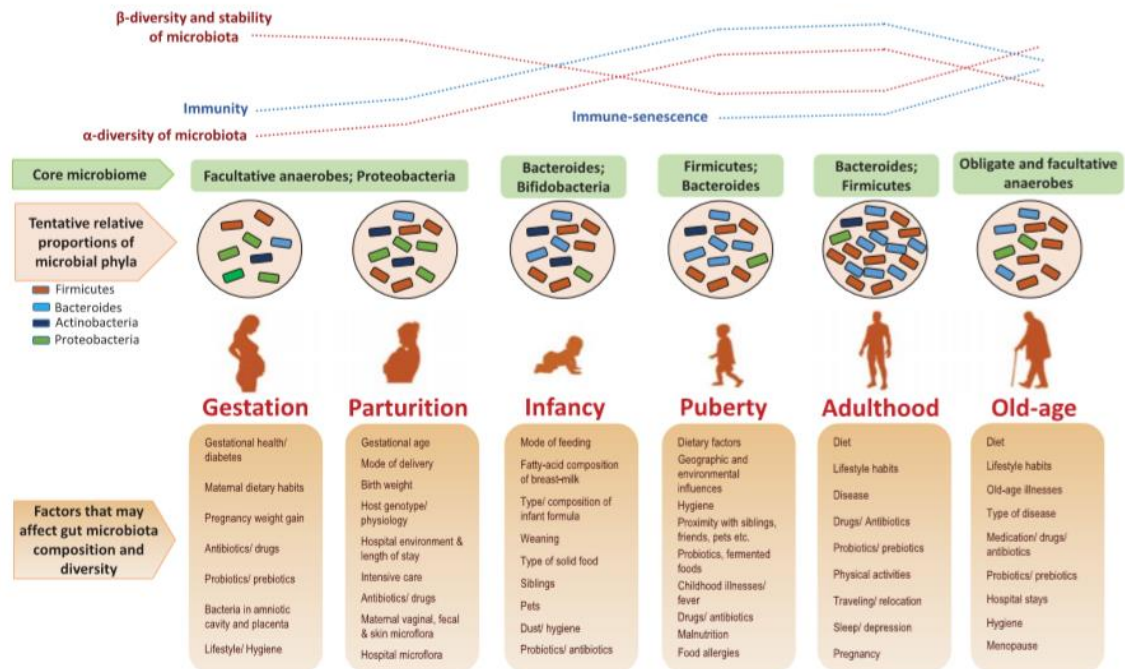 β-diversity and stability
of microbiota
Immunity
α-diversity of microbiota
Immune-senescence
Core microbiome
Facultative anaerobes; Proteobacteria
Bacteroides;
Bifidobacteria
Firmicutes;
Bacteroides
Bacteroides;
Firmicutes
Obligate and facultative
anaerobes
Tentative relative
proportions of
microbial phyla
Firmicutes
Bacteroides
Actinobacteria
Proteobacteria
Gestation
Parturition
Infancy
Puberty
Adulthood
Old-age
Factors that may
affect gut microbiota
composition and
diversity
Gestational health/
diabetes
Maternal dietary habits
Pregnancy weight gain
Antibiotics/ drugs
Probiotics/ prebiotics
Bacteria in amniotic
cavity and placenta
Lifestyle/ Hygiene
Gestational age
Mode of delivery
Birth weight
Host genotype/
physiology
Hospital environment &
length of stay
Intensive care
Antibiotics/ drugs
Maternal vaginal, fecal
& skin microflora
Hospital microflora
Mode of feeding
Fatty-acid composition
of breast-milk
Type/ composition of
infant formula
Weaning
Type of solid food
Siblings
Pets
Dust/ hygiene
Probiotics/ antibiotics
Dietary factors
Geographic and
environmental
influences
Hygiene
Proximity with siblings,
friends, pets etc.
Probiotics, fermented
foods
Childhood illnesses/
fever
Drugs/ antibiotics
Malnutrition
Food allergies
Diet
Lifestyle habits
Disease
Drugs/ Antibiotics
Probiotics/ prebiotics
Physical activities
Traveling/ relocation
Sleep/ depression
Pregnancy
Diet
Lifestyle habits
Old-age illnesses
Type of disease
Medication/ drugs/
antibiotics
Probiotics/ prebiotics
Hospital stays
Hygiene
Menopause